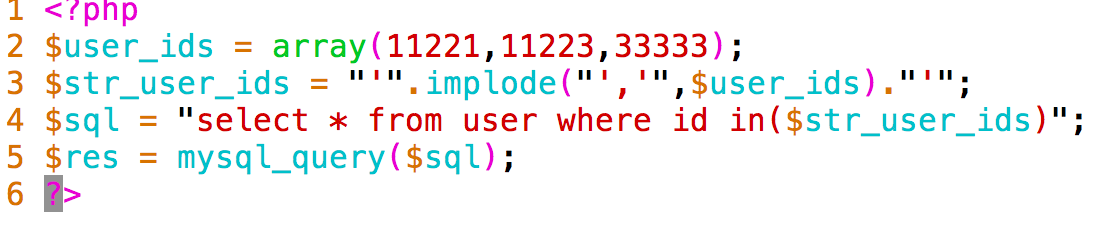 1 <?php
2 $user_ids = array(11221,11223,33333);
3 $str_user_ids = "'".implode("','",$user_ids)."'";
4 $sql = "select * from user where id in($str_user_ids)";
5 $res = mysql_query($sql);
6 ?>